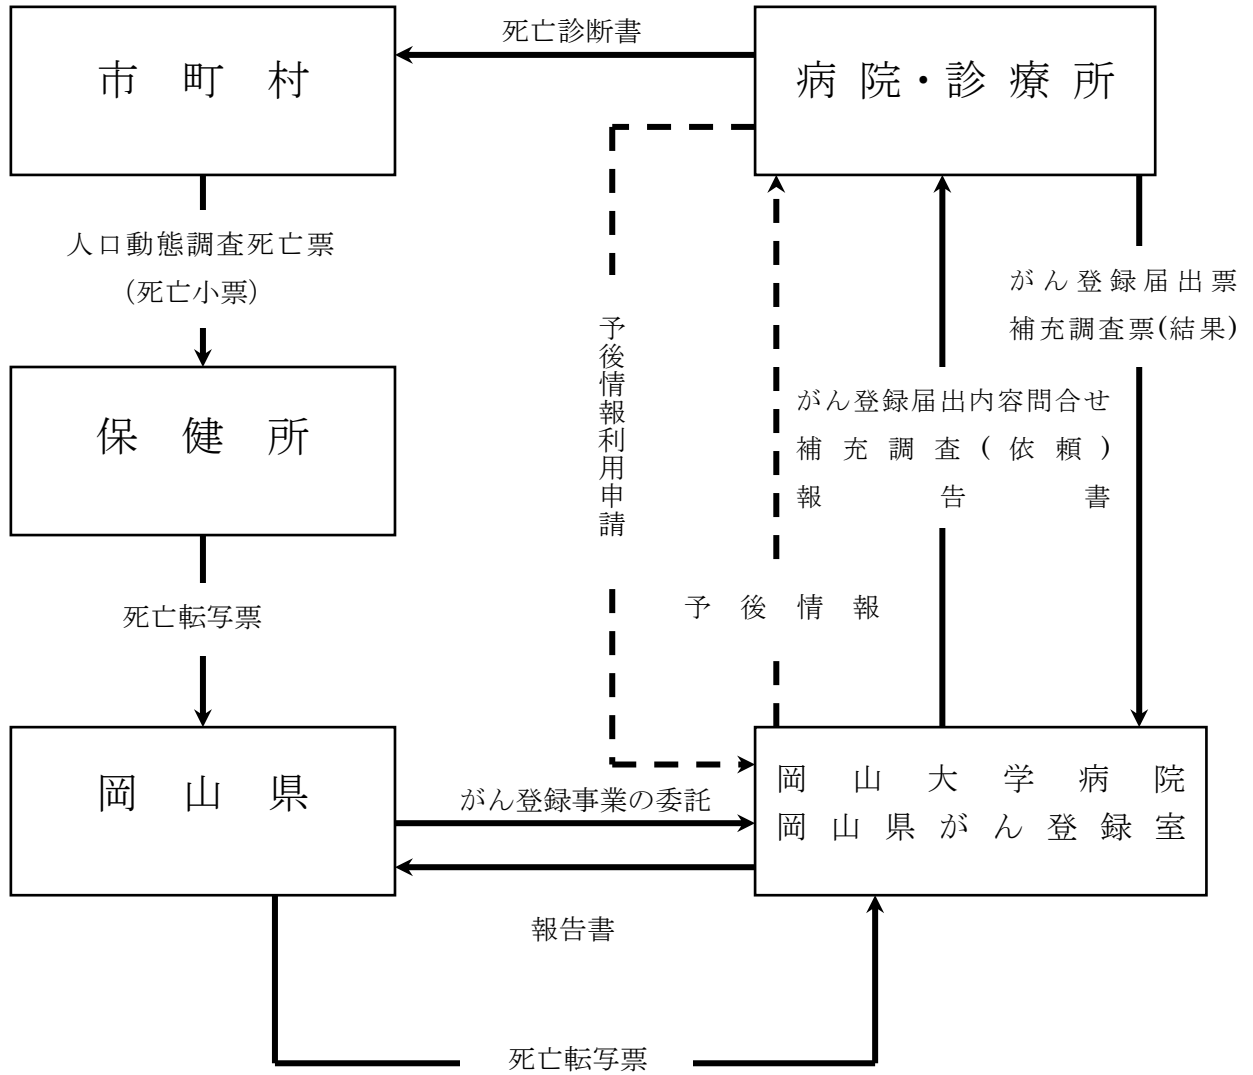 死亡診断書
市町村
病院・診療所
人口動態調査死亡票
(死亡小票)
がん登録届出票
補充調査票(結果)
予後情報利用申請
保健所
がん登録届出内容問合せ
補充調査(依頼)
報告書
死亡転写票
予後情報
岡山県
がん登録事業の委託
岡山大学病院
岡山県がん登録室
報告書
死亡転写票